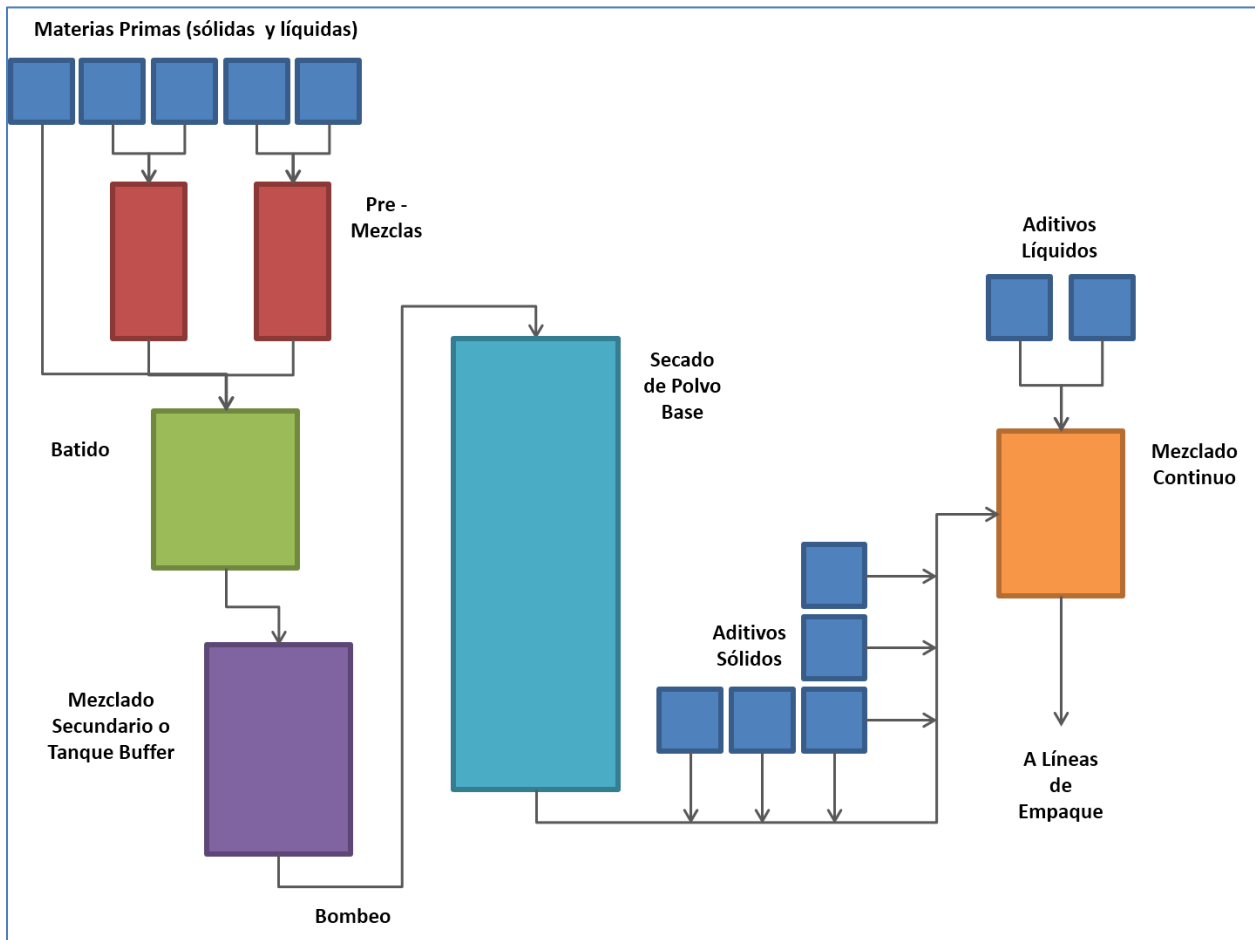 Materias Primas (sólidas y líquidas)
Pre -
Mezclas
Batido
Mezclado
Secundario o
Tanque Buffer
Bombeo
Secado
de Polvo
Base
Aditivos
Sólidos
Aditivos
Líquidos
Mezclado
Continuo
A Líneas
de
Empaque